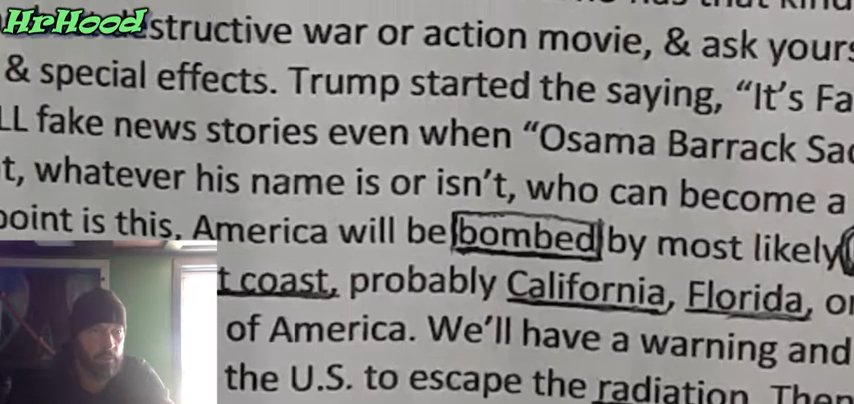 HrHood
structive war or action movie, & ask yours
& special effects. Trump started the saying, “It’s Fa
LL fake news stories even when “Osama Barrack Sad
t, whatever his name is or isn’t, who can become a
point is this, America will be bombed by most likely
t coast, probably California, Florida, or
of America. We’ll have a warning and
the U.S. to escape the radiation. Then